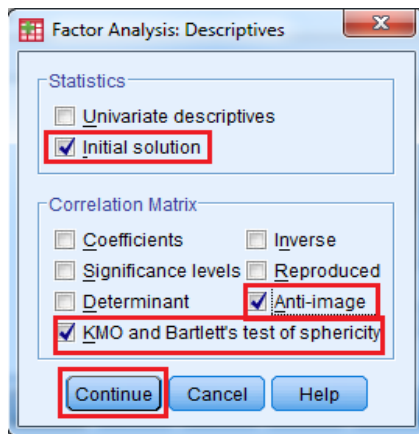 Factor Analysis: Descriptives
Statistics
Univariate descriptives
Initial solution
Correlation Matrix
Coefficients Inverse
Significance levels Reproduced
Determinant Anti-image
KMO and Bartlett's test of sphericity
Continue Cancel Help